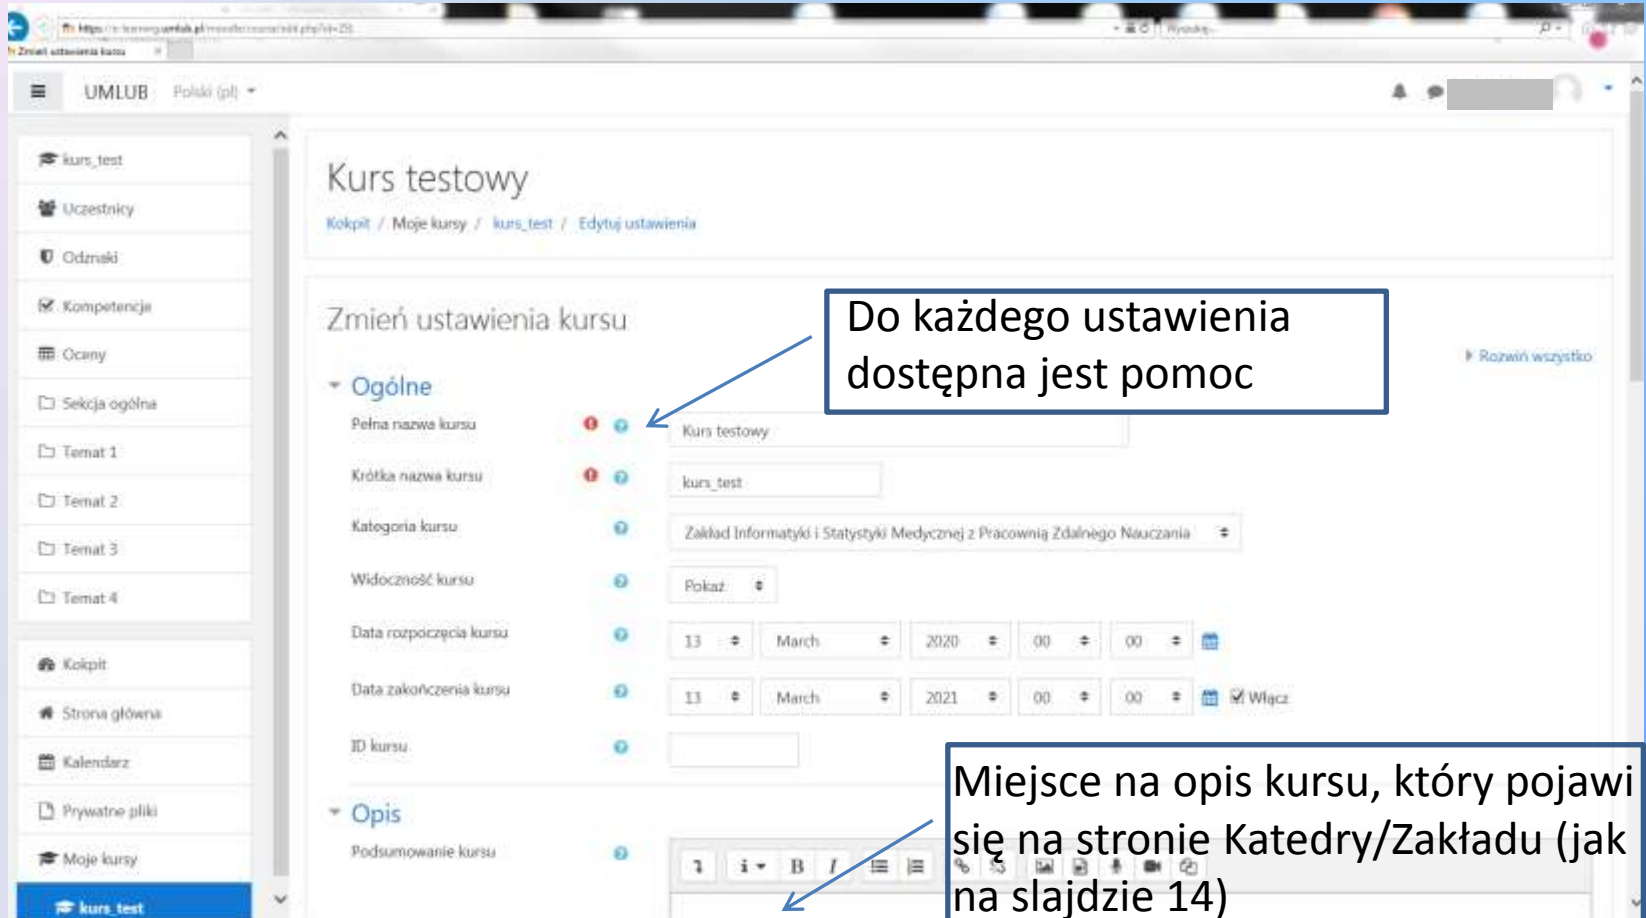 Zmień ustawienia kursu
UMLUB Polski (pl)
kurs_test
Uczestnicy
Odznaki
Kompetencje
Oceny
Sekcja ogólna
Temat 1
Temat 2
Temat 3
Temat 4
Kokpit
Strona główna
Kalendarz
Prywatne pliki
Moje kursy
kurs_test
Kurs testowy
Kokpit / Moje kursy / kurs_test / Edytuj ustawienia
Zmień ustawienia kursu
Do każdego ustawienia
dostępna jest pomoc
Rozwiń wszystko
Ogólne
Pełna nazwa kursu
Kurs testowy
Krótka nazwa kursu
kurs_test
Kategoria kursu
Zakład Informatyki i Statystyki Medycznej z Pracownią Zdalnego Nauczania
Widoczność kursu
Pokaż
Data rozpoczęcia kursu
13 March 2020 00 00
Data zakończenia kursu
13 March 2021 00 00 Włącz
ID kursu
Miejsce na opis kursu, który pojawi
się na stronie Katedry/Zakładu (jak
na slajdzie 14)
Opis
Podsumowanie kursu
B I